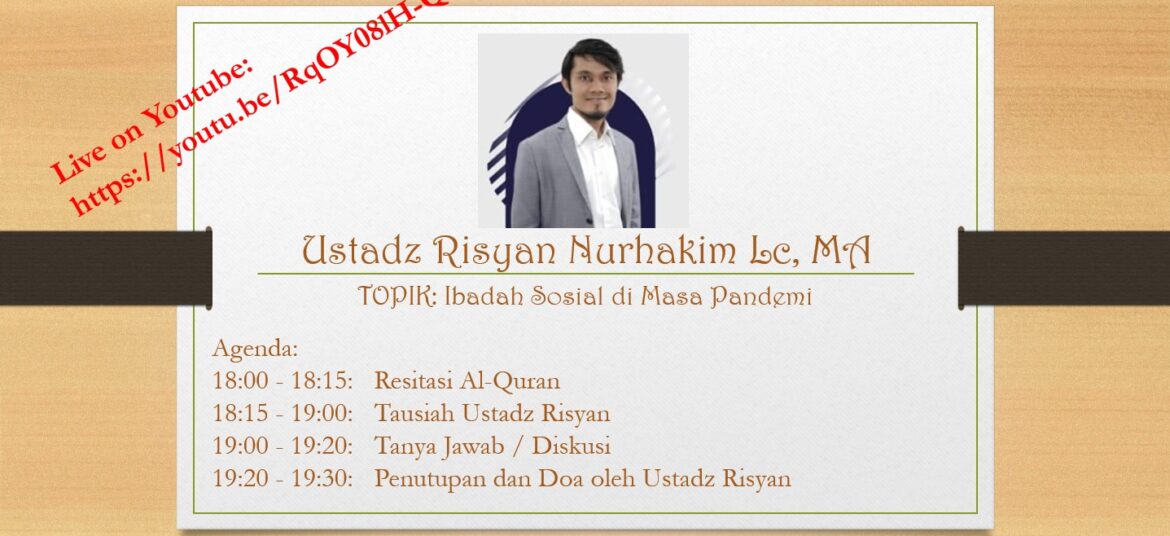 Live on Youtube:
https://youtu.be/RqOY08lH-Q
Ustadz Risyan Nurhakim Lc, MA
TOPIK: Ibadah Sosial di Masa Pandemi
Agenda:
18:00 - 18:15: Resitasi Al-Quran
18:15 - 19:00: Tausiah Ustadz Risyan
19:00 - 19:20: Tanya Jawab / Diskusi
19:20 - 19:30: Penutupan dan Doa oleh Ustadz Risyan